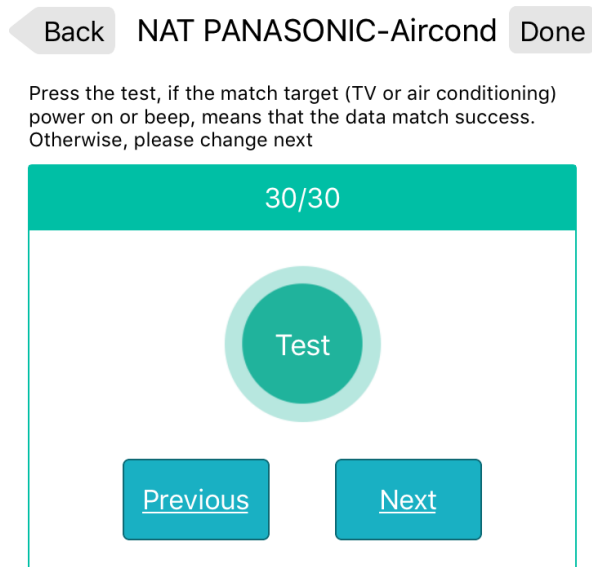 Back NAT PANASONIC-Aircond Done
Press the test, if the match target (TV or air conditioning)
power on or beep, means that the data match success.
Otherwise, please change next
30/30
Test
Previous Next